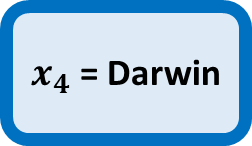 x₄ = Darwin